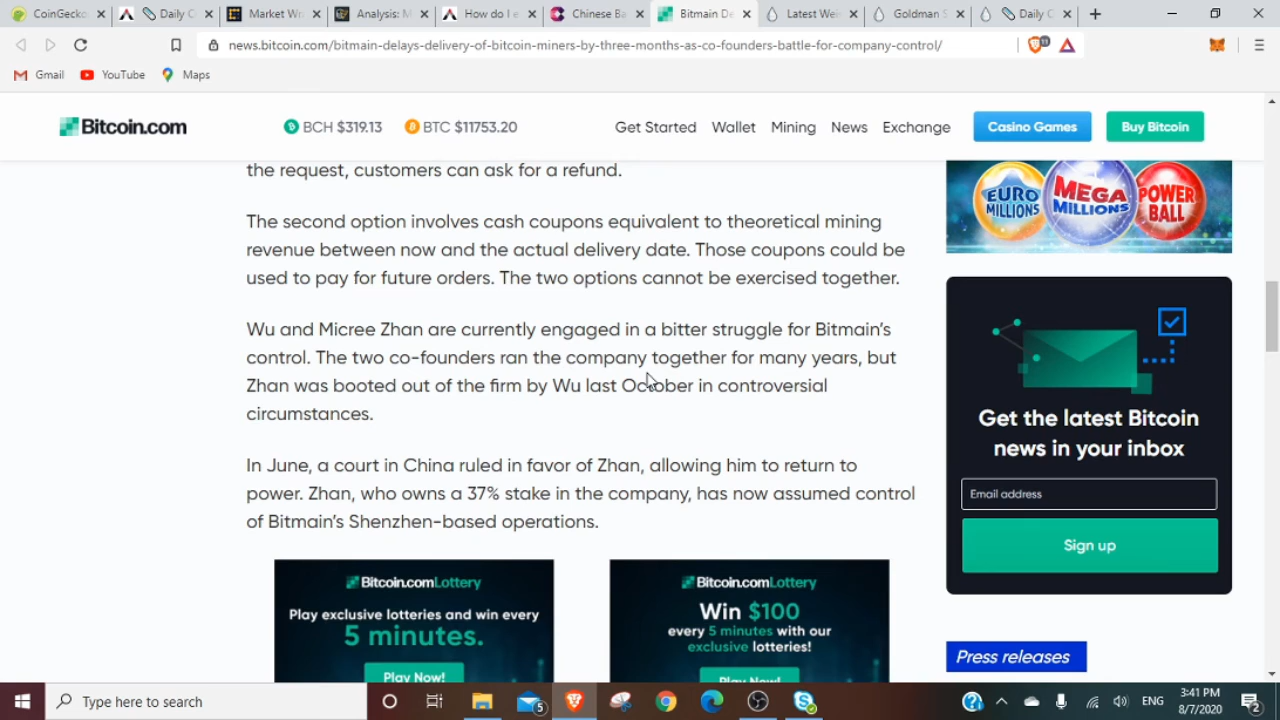 CoinGecko
Daily C
Market Wr
Analysis: M
How do I e
Chinese Ba
Bitmain De
Latest Wei
Goldman S
Daily C
news.bitcoin.com/bitmain-delays-delivery-of-bitcoin-miners-by-three-months-as-co-founders-battle-for-company-control/
11
Gmail YouTube Maps
Bitcoin.com
BCH $319.13 BTC $11753.20
Get Started Wallet Mining News Exchange Casino Games Buy Bitcoin
the request, customers can ask for a refund.
The second option involves cash coupons equivalent to theoretical mining
revenue between now and the actual delivery date. Those coupons could be
used to pay for future orders. The two options cannot be exercised together.
Wu and Micree Zhan are currently engaged in a bitter struggle for Bitmain's
control. The two co-founders ran the company together for many years, but
Zhan was booted out of the firm by Wu last October in controversial
circumstances.
In June, a court in China ruled in favor of Zhan, allowing him to return to
power. Zhan, who owns a 37% stake in the company, has now assumed control
of Bitmain's Shenzhen-based operations.
Bitcoin.comLottery
Play exclusive lotteries and win every
5 minutes.
Play Now!
Bitcoin.comLottery
Win $100
every 5 minutes with our
exclusive lotteries!
Play Now!
EURO
MILLIONS
MEGA
MILLIONS
POWER
BALL
Get the latest Bitcoin
news in your inbox
Email address
Sign up
Press releases
Type here to search
5
ENG
3:41 PM
8/7/2020
2